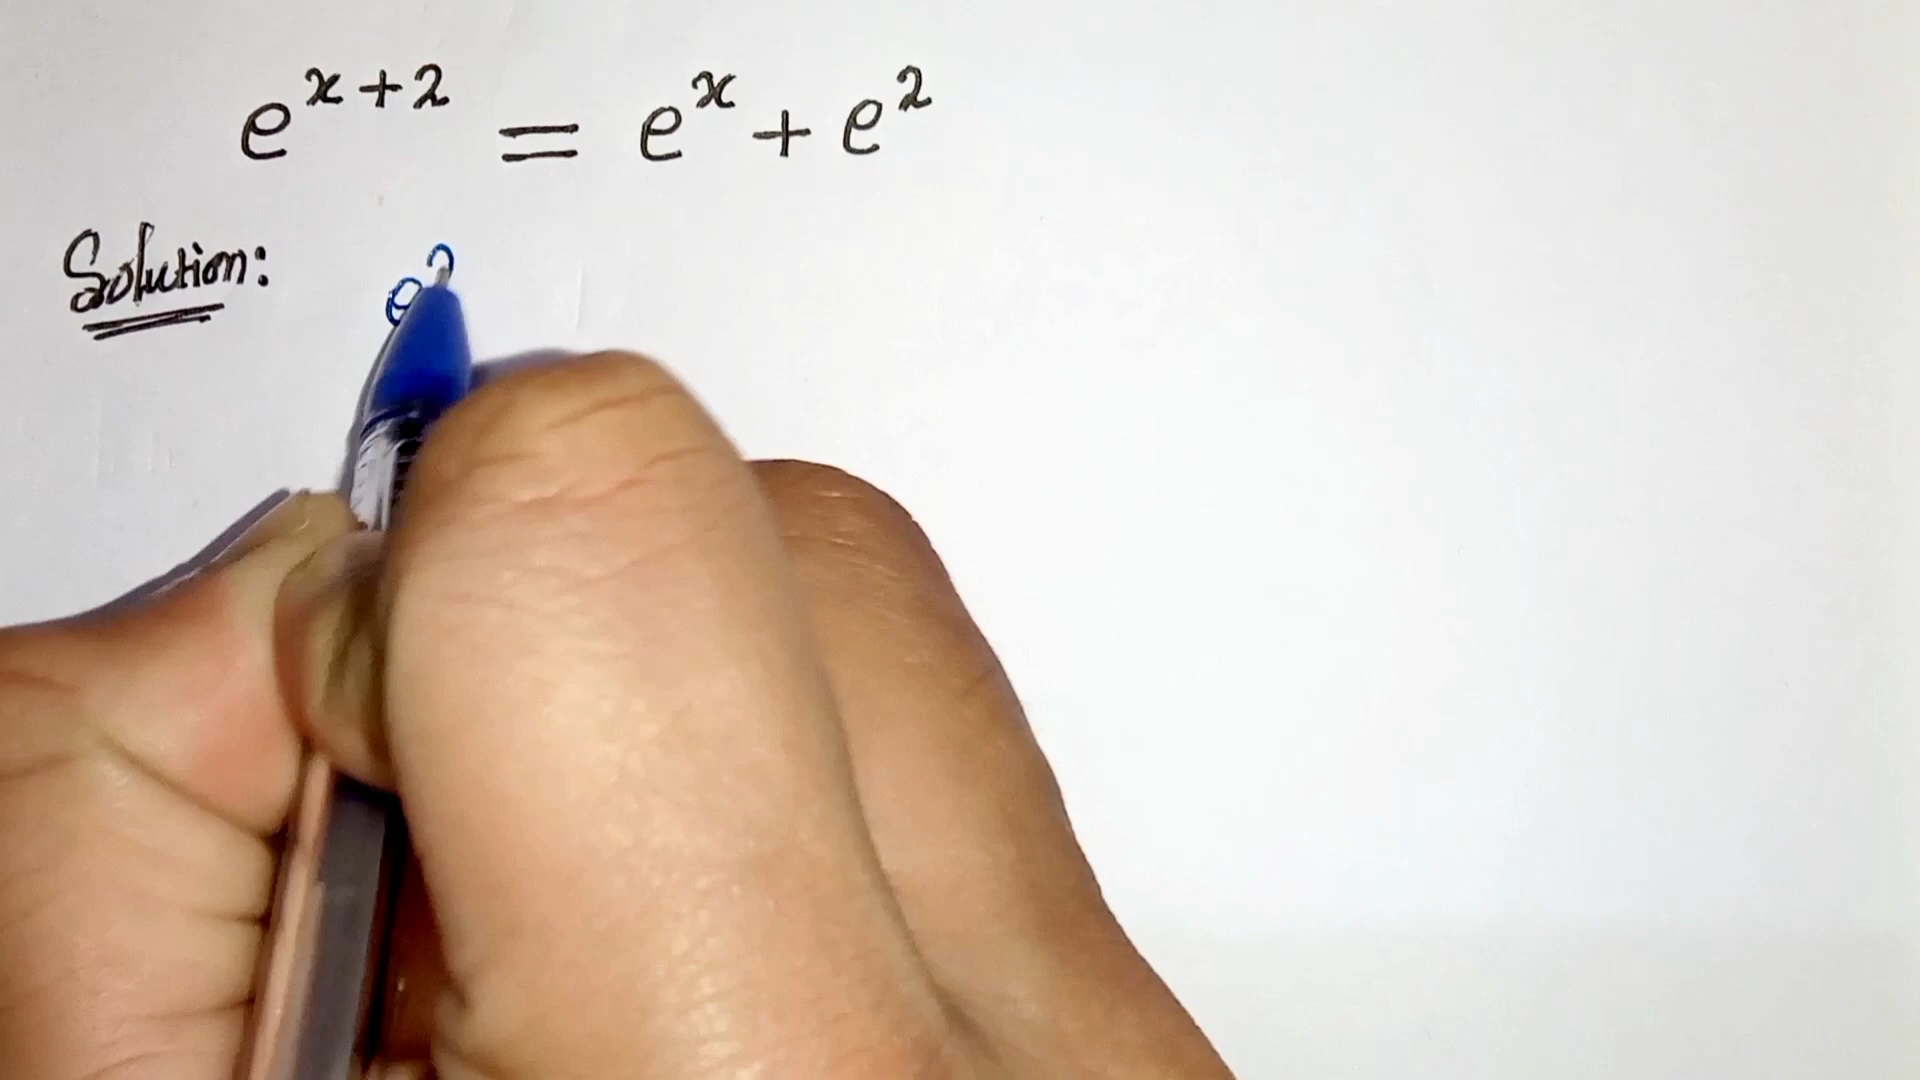 e^{x+2} = e^x + e^2
Solution:
e